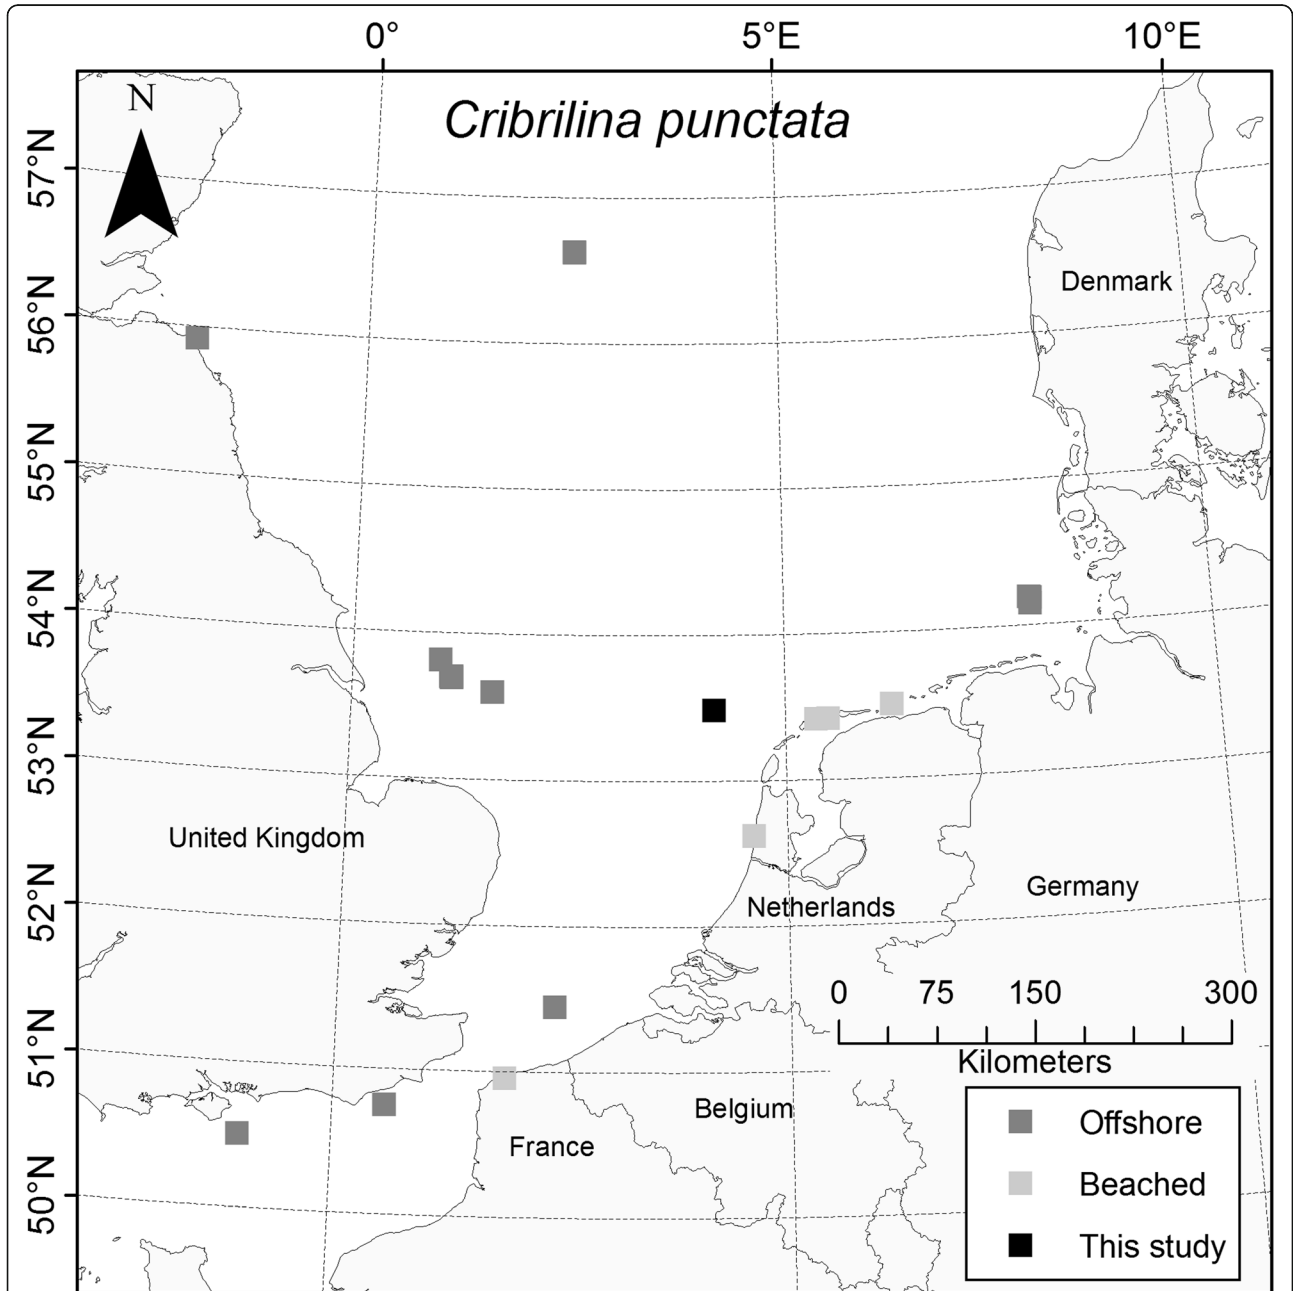 0° 5°E 10°E
N
Cribrilina punctata
57°N
Denmark
56°N
55°N
54°N
53°N
United Kingdom
Germany
52°N
Netherlands
0 75 150 300
Kilometers
51°N
Belgium
Offshore
France
Beached
50°N
This study